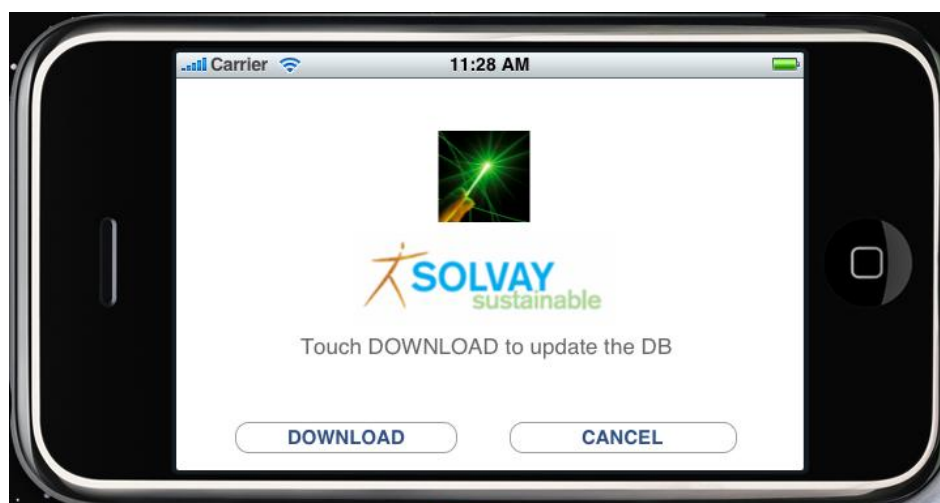 Carrier 11:28 AM
SOLVAY
sustainable
Touch DOWNLOAD to update the DB
DOWNLOAD CANCEL